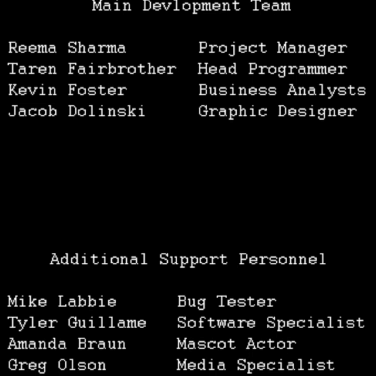 Main Devlopment Team
Reema Sharma Project Manager
Taren Fairbrother Head Programmer
Kevin Foster Business Analysts
Jacob Dolinski Graphic Designer
Additional Support Personnel
Mike Labbie Bug Tester
Tyler Guillame Software Specialist
Amanda Braun Mascot Actor
Greg Olson Media Specialist